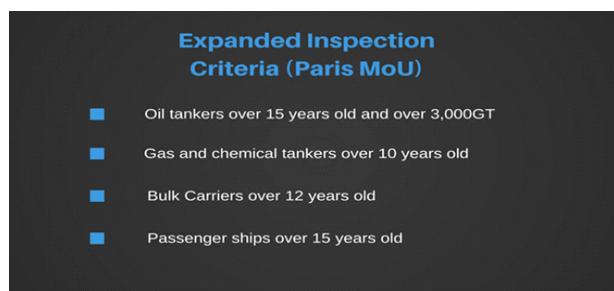 Expanded Inspection
Criteria (Paris MoU)
Oil tankers over 15 years old and over 3,000GT
Gas and chemical tankers over 10 years old
Bulk Carriers over 12 years old
Passenger ships over 15 years old